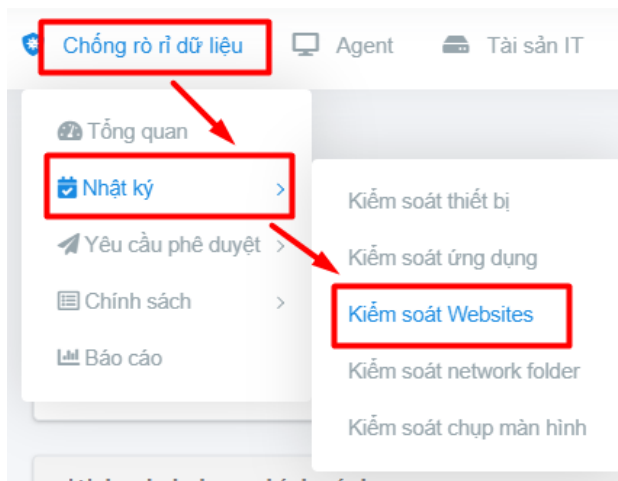 Chống rò rỉ dữ liệu
Agent
Tài sản IT
Tổng quan
Nhật ký
Yêu cầu phê duyệt
Chính sách
Báo cáo
Kiểm soát thiết bị
Kiểm soát ứng dụng
Kiểm soát Websites
Kiểm soát network folder
Kiểm soát chụp màn hình